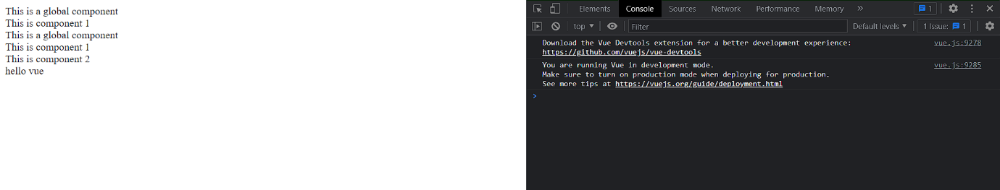 This is a global component
This is component 1
This is a global component
This is component 1
This is component 2
hello vue
Elements Console Sources Network Performance Memory » 1
top ▼ Filter Default levels ▼ 1 Issue: 1
Download the Vue Devtools extension for a better development experience: vue.js:9278
https://github.com/vuejs/vue-devtools
You are running Vue in development mode. vue.js:9285
Make sure to turn on production mode when deploying for production.
See more tips at https://vuejs.org/guide/deployment.html
>